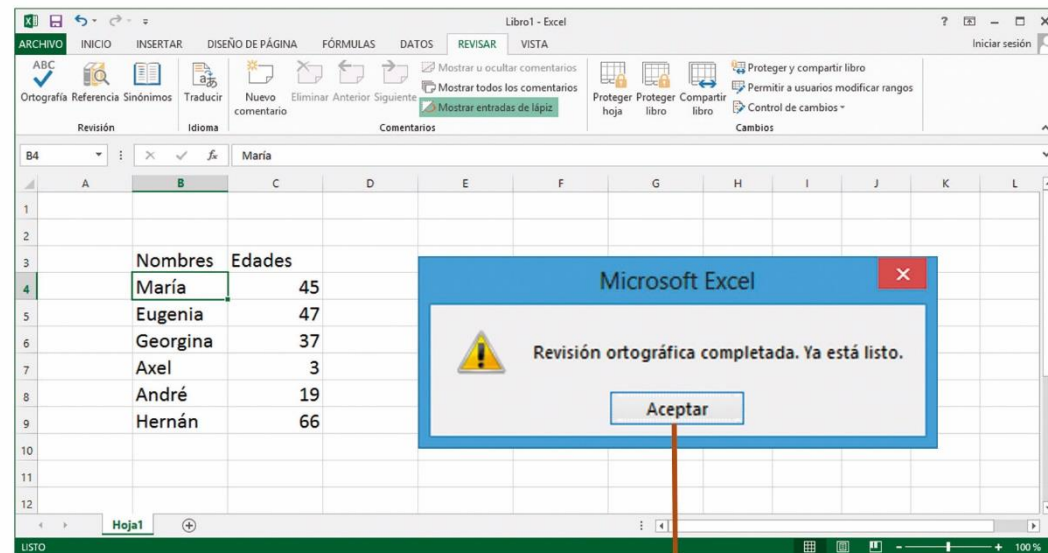 Libro1 - Excel
Iniciar sesión
ARCHIVO INICIO INSERTAR DISEÑO DE PÁGINA FÓRMULAS DATOS REVISAR VISTA
ABC
Ortografía Referencia Sinónimos
Revisión
Traducir
Idioma
Nuevo comentario
Eliminar Anterior Siguiente
Mostrar u ocultar comentarios
Mostrar todos los comentarios
Mostrar entradas de lápiz
Comentarios
Proteger hoja
Proteger libro
Compartir libro
Proteger y compartir libro
Permitir a usuarios modificar rangos
Control de cambios
Cambios
B4 fx María
A B C D E F G H I J K L
1
2
3 Nombres Edades
4 María 45
5 Eugenia 47
6 Georgina 37
7 Axel 3
8 André 19
9 Hernán 66
10
11
12
Microsoft Excel
Revisión ortográfica completada. Ya está listo.
Aceptar
Hoja1
LISTO
100 %